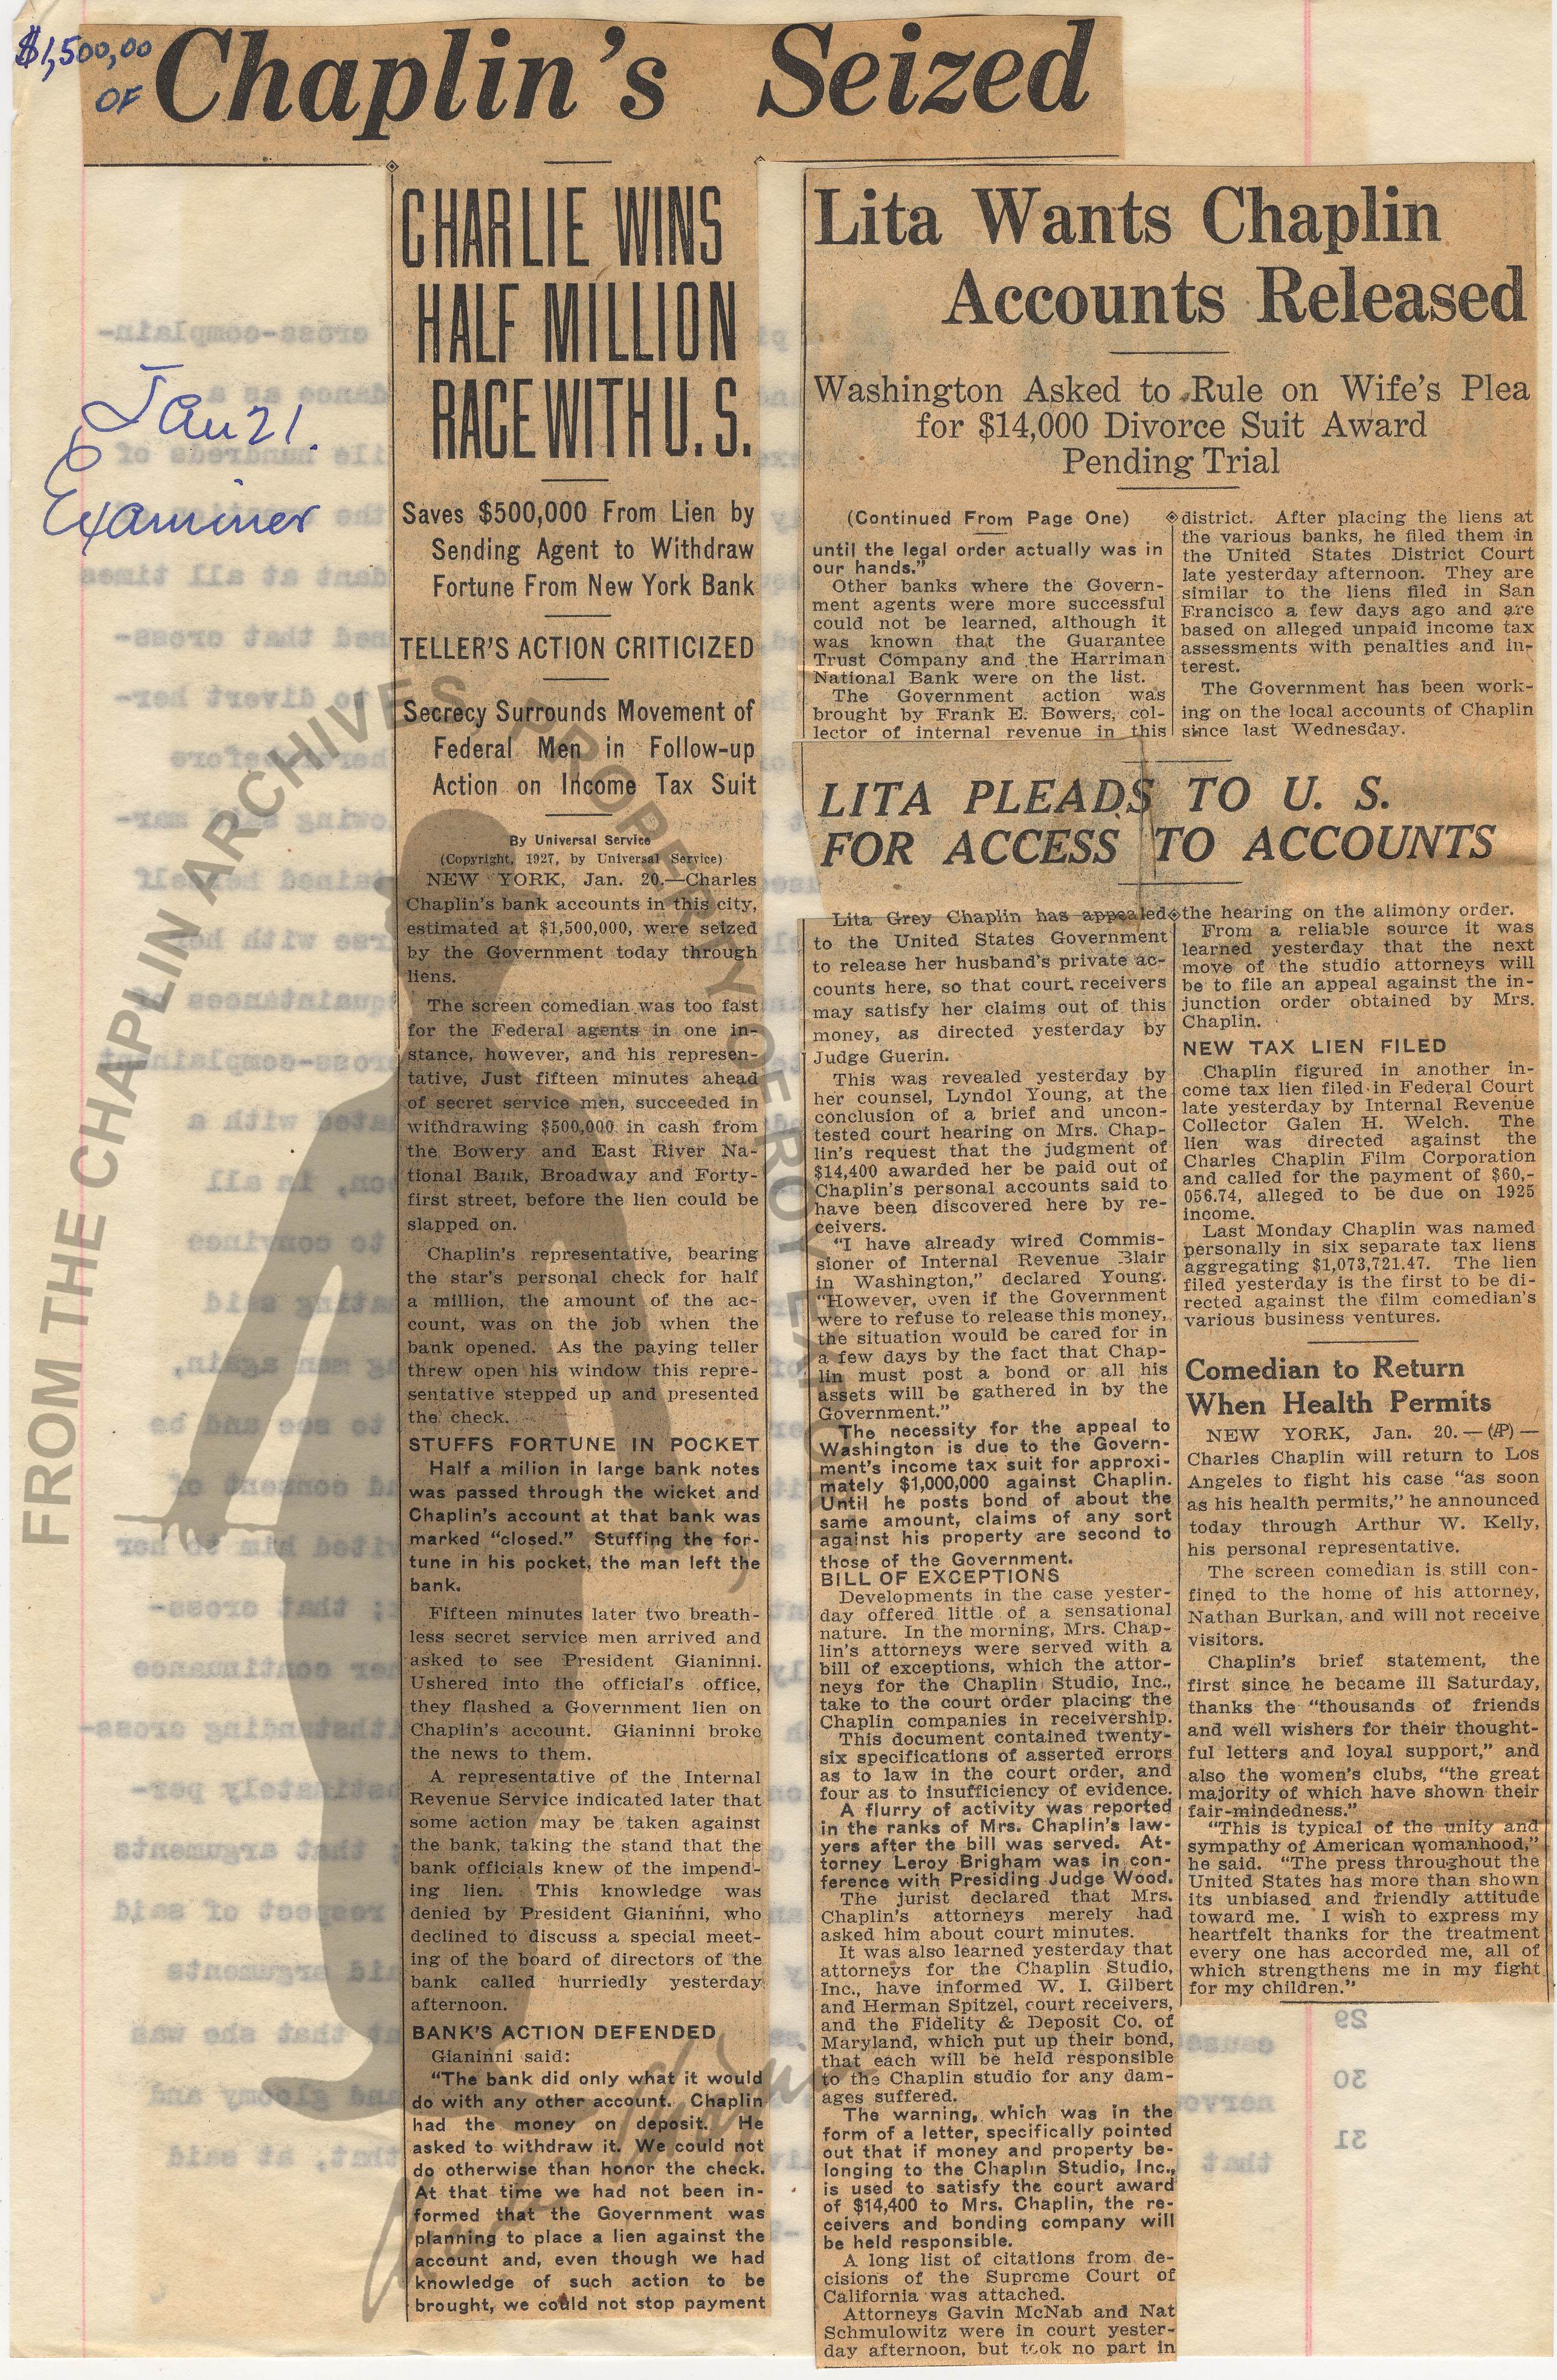 $1,500,00
OF
Chaplin's Seized
Jan 21.
Examiner
CHARLIE WINS
HALF MILLION
RACE WITH U. S.
Saves $500,000 From Lien by
Sending Agent to Withdraw
Fortune From New York Bank
TELLER'S ACTION CRITICIZED
Secrecy Surrounds Movement of
Federal Men in Follow-up
Action on Income Tax Suit
By Universal Service
(Copyright, 1927, by Universal Service)
NEW YORK, Jan. 20.—Charles
Chaplin's bank accounts in this city,
estimated at $1,500,000, were seized
by the Government today through
liens.
The screen comedian was too fast
for the Federal agents in one in-
stance, however, and his represen-
tative, Just fifteen minutes ahead
of secret service men, succeeded in
withdrawing $500,000 in cash from
the Bowery and East River Na-
tional Bank, Broadway and Forty-
first street, before the lien could be
slapped on.
Chaplin's representative, bearing
the star's personal check for half
a million, the amount of the ac-
count, was on the job when the
bank opened. As the paying teller
threw open his window this repre-
sentative stepped up and presented
the check.
STUFFS FORTUNE IN POCKET
Half a milion in large bank notes
was passed through the wicket and
Chaplin's account at that bank was
marked "closed." Stuffing the for-
tune in his pocket, the man left the
bank.
Fifteen minutes later two breath-
less secret service men arrived and
asked to see President Gianinni.
Ushered into the official's office,
they flashed a Government lien on
Chaplin's account. Gianinni broke
the news to them.
A representative of the Internal
Revenue Service indicated later that
some action may be taken against
the bank, taking the stand that the
bank officials knew of the impend-
ing lien. This knowledge was
denied by President Gianinni, who
declined to discuss a special meet-
ing of the board of directors of the
bank called hurriedly yesterday
afternoon.
BANK'S ACTION DEFENDED
Gianinni said:
"The bank did only what it would
do with any other account. Chaplin
had the money on deposit. He
asked to withdraw it. We could not
do otherwise than honor the check.
At that time we had not been in-
formed that the Government was
planning to place a lien against the
account and, even though we had
knowledge of such action to be
brought, we could not stop payment
Lita Wants Chaplin
Accounts Released
Washington Asked to Rule on Wife's Plea
for $14,000 Divorce Suit Award
Pending Trial
(Continued From Page One)
until the legal order actually was in
our hands."
Other banks where the Govern-
ment agents were more successful
could not be learned, although it
was known that the Guarantee
Trust Company and the Harriman
National Bank were on the list.
The Government action was
brought by Frank E. Bowers, col-
lector of internal revenue in this
district. After placing the liens at
the various banks, he filed them in
the United States District Court
late yesterday afternoon. They are
similar to the liens filed in San
Francisco a few days ago and are
based on alleged unpaid income tax
assessments with penalties and in-
terest.
The Government has been work-
ing on the local accounts of Chaplin
since last Wednesday.
LITA PLEADS TO U. S.
FOR ACCESS TO ACCOUNTS
Lita Grey Chaplin has appealed
to the United States Government
to release her husband's private ac-
counts here, so that court receivers
may satisfy her claims out of this
money, as directed yesterday by
Judge Guerin.
This was revealed yesterday by
her counsel, Lyndol Young, at the
conclusion of a brief and uncon-
tested court hearing on Mrs. Chap-
lin's request that the judgment of
$14,400 awarded her be paid out of
Chaplin's personal accounts said to
have been discovered here by re-
ceivers.
"I have already wired Commis-
sioner of Internal Revenue Blair
in Washington," declared Young.
"However, even if the Government
were to refuse to release this money,
the situation would be cared for in
a few days by the fact that Chap-
lin must post a bond or all his
assets will be gathered in by the
Government."
The necessity for the appeal to
Washington is due to the Govern-
ment's income tax suit for approxi-
mately $1,000,000 against Chaplin.
Until he posts bond of about the
same amount, claims of any sort
against his property are second to
those of the Government.
BILL OF EXCEPTIONS
Developments in the case yester-
day offered little of a sensational
nature. In the morning, Mrs. Chap-
lin's attorneys were served with a
bill of exceptions, which the attor-
neys for the Chaplin Studio, Inc.,
take to the court order placing the
Chaplin companies in receivership.
This document contained twenty-
six specifications of asserted errors
as to law in the court order, and
four as to insufficiency of evidence.
A flurry of activity was reported
in the ranks of Mrs. Chaplin's law-
yers after the bill was served. At-
torney Leroy Brigham was in con-
ference with Presiding Judge Wood.
The jurist declared that Mrs.
Chaplin's attorneys merely had
asked him about court minutes.
It was also learned yesterday that
attorneys for the Chaplin Studio,
Inc., have informed W. I. Gilbert
and Herman Spitzel, court receivers,
and the Fidelity & Deposit Co. of
Maryland, which put up their bond,
that each will be held responsible
to the Chaplin studio for any dam-
ages suffered.
The warning, which was in the
form of a letter, specifically pointed
out that if money and property be-
longing to the Chaplin Studio, Inc.,
is used to satisfy the court award
of $14,400 to Mrs. Chaplin, the re-
ceivers and bonding company will
be held responsible.
A long list of citations from de-
cisions of the Supreme Court of
California was attached.
Attorneys Gavin McNab and Nat
Schmulowitz were in court yester-
day afternoon, but took no part in
the hearing on the alimony order.
From a reliable source it was
learned yesterday that the next
move of the studio attorneys will
be to file an appeal against the in-
junction order obtained by Mrs.
Chaplin.
NEW TAX LIEN FILED
Chaplin figured in another in-
come tax lien filed in Federal Court
late yesterday by Internal Revenue
Collector Galen H. Welch. The
lien was directed against the
Charles Chaplin Film Corporation
and called for the payment of $60,-
056.74, alleged to be due on 1925
income.
Last Monday Chaplin was named
personally in six separate tax liens
aggregating $1,073,721.47. The lien
filed yesterday is the first to be di-
rected against the film comedian's
various business ventures.
Comedian to Return
When Health Permits
NEW YORK, Jan. 20.—(AP)—
Charles Chaplin will return to Los
Angeles to fight his case "as soon
as his health permits," he announced
today through Arthur W. Kelly,
his personal representative.
The screen comedian is still con-
fined to the home of his attorney,
Nathan Burkan, and will not receive
visitors.
Chaplin's brief statement, the
first since he became ill Saturday,
thanks the "thousands of friends
and well wishers for their thought-
ful letters and loyal support," and
also the women's clubs, "the great
majority of which have shown their
fair-mindedness."
"This is typical of the unity and
sympathy of American womanhood,"
he said. "The press throughout the
United States has more than shown
its unbiased and friendly attitude
toward me. I wish to express my
heartfelt thanks for the treatment
every one has accorded me, all of
which strengthens me in my fight
for my children."
29
30
31
FROM THE CHAPLIN ARCHIVES PROPERTY OF ROY EXPORT